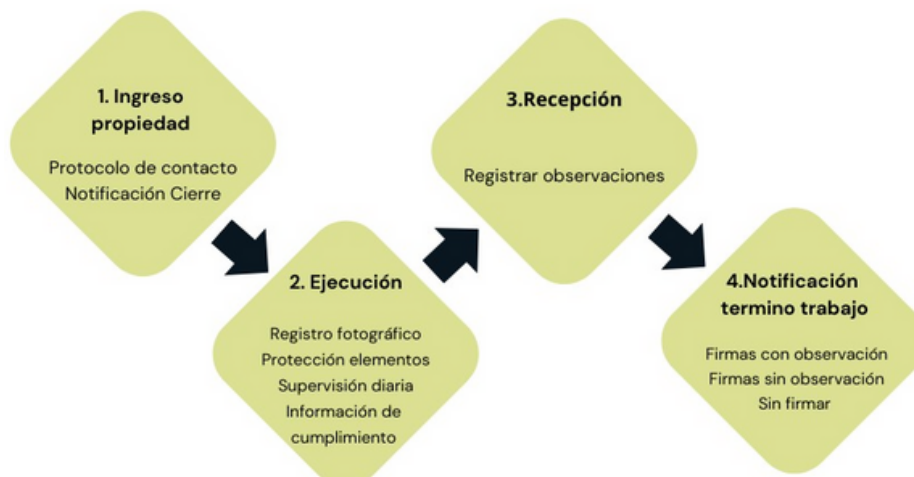 1. Ingreso
propiedad
Protocolo de contacto
Notificación Cierre
2. Ejecución
Registro fotográfico
Protección elementos
Supervisión diaria
Información de
cumplimiento
3.Recepción
Registrar observaciones
4.Notificación
termino trabajo
Firmas con observación
Firmas sin observación
Sin firmar